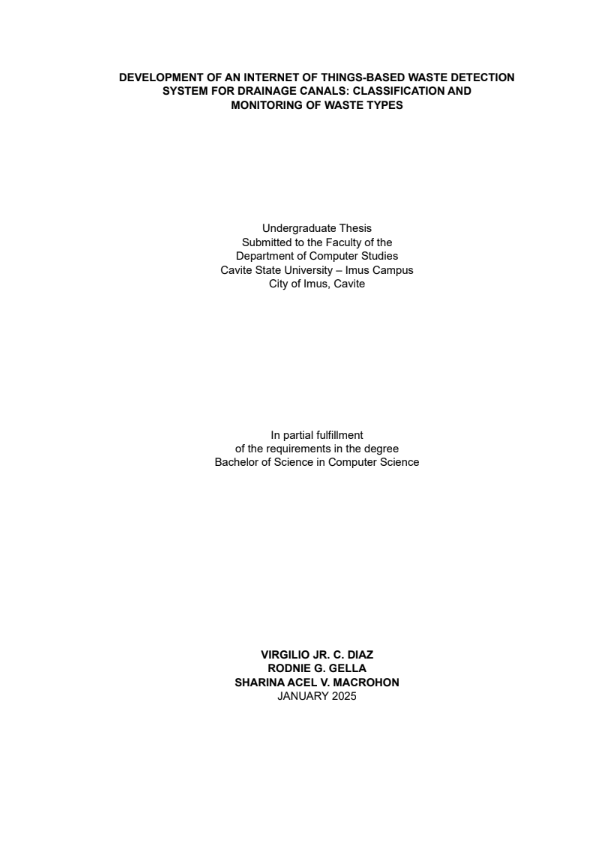 DEVELOPMENT OF AN INTERNET OF THINGS-BASED WASTE DETECTION
SYSTEM FOR DRAINAGE CANALS: CLASSIFICATION AND
MONITORING OF WASTE TYPES
Undergraduate Thesis
Submitted to the Faculty of the
Department of Computer Studies
Cavite State University – Imus Campus
City of Imus, Cavite
In partial fulfillment
of the requirements in the degree
Bachelor of Science in Computer Science
VIRGILIO JR. C. DIAZ
RODNIE G. GELLA
SHARINA ACEL V. MACROHON
JANUARY 2025